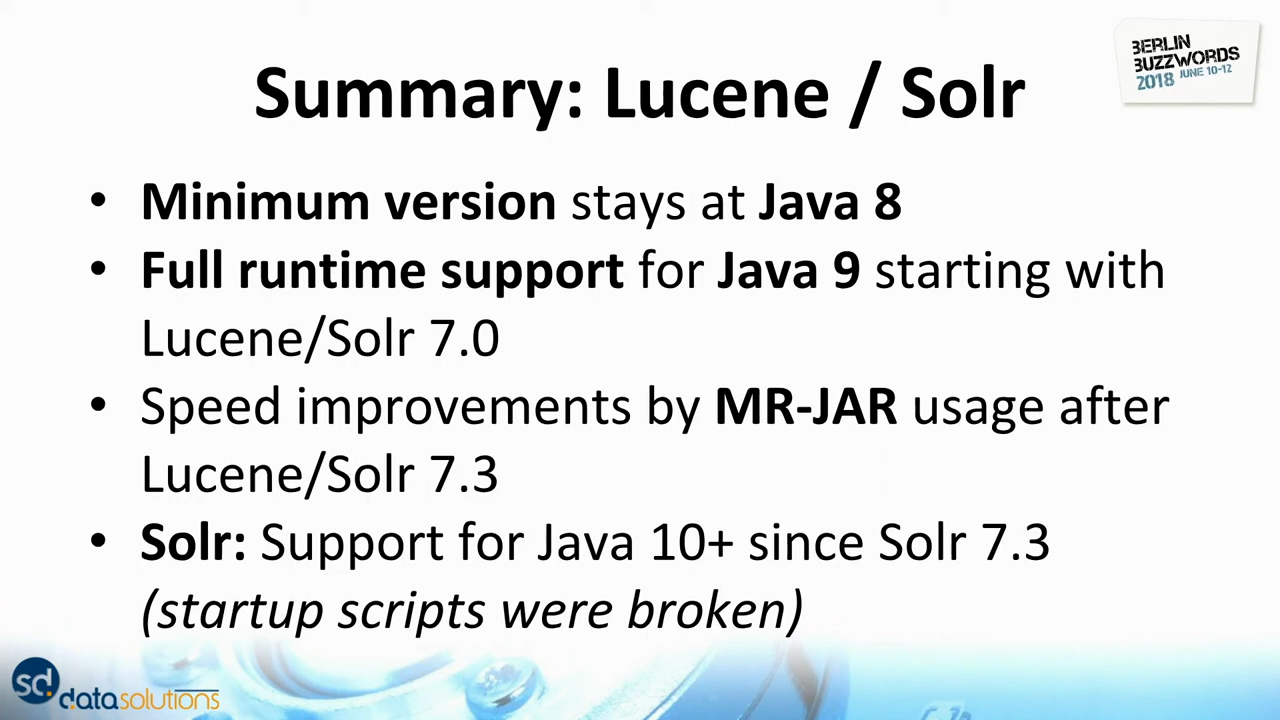 BERLIN
BUZZWORDS
2018 JUNE 10-12
Summary: Lucene / Solr
• Minimum version stays at Java 8
• Full runtime support for Java 9 starting with
Lucene/Solr 7.0
• Speed improvements by MR-JAR usage after
Lucene/Solr 7.3
• Solr: Support for Java 10+ since Solr 7.3
(startup scripts were broken)
sd.
datasolutions